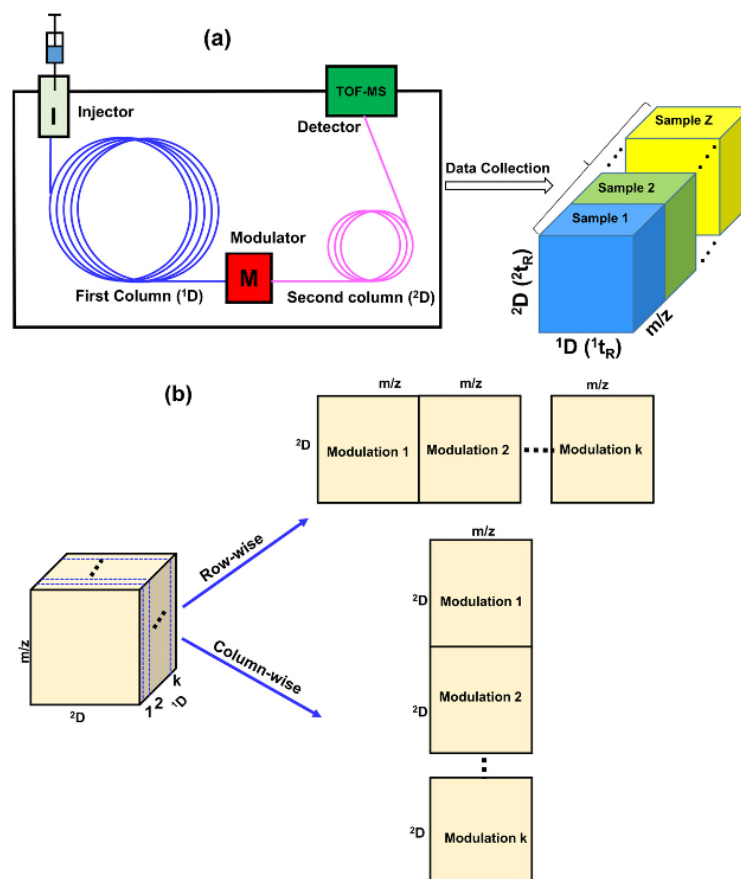 (a)
I
Injector
TOF-MS
Detector
Modulator
M
First Column (¹D)
Second column (²D)
Data Collection
Sample Z
Sample 2
Sample 1
²D (²tR)
¹D (¹tR)
m/z
(b)
m/z m/z m/z
²D Modulation 1 Modulation 2 Modulation k
Row-wise
Column-wise
m/z
²D
1 2 k
¹D
m/z
²D Modulation 1
²D Modulation 2
²D Modulation k